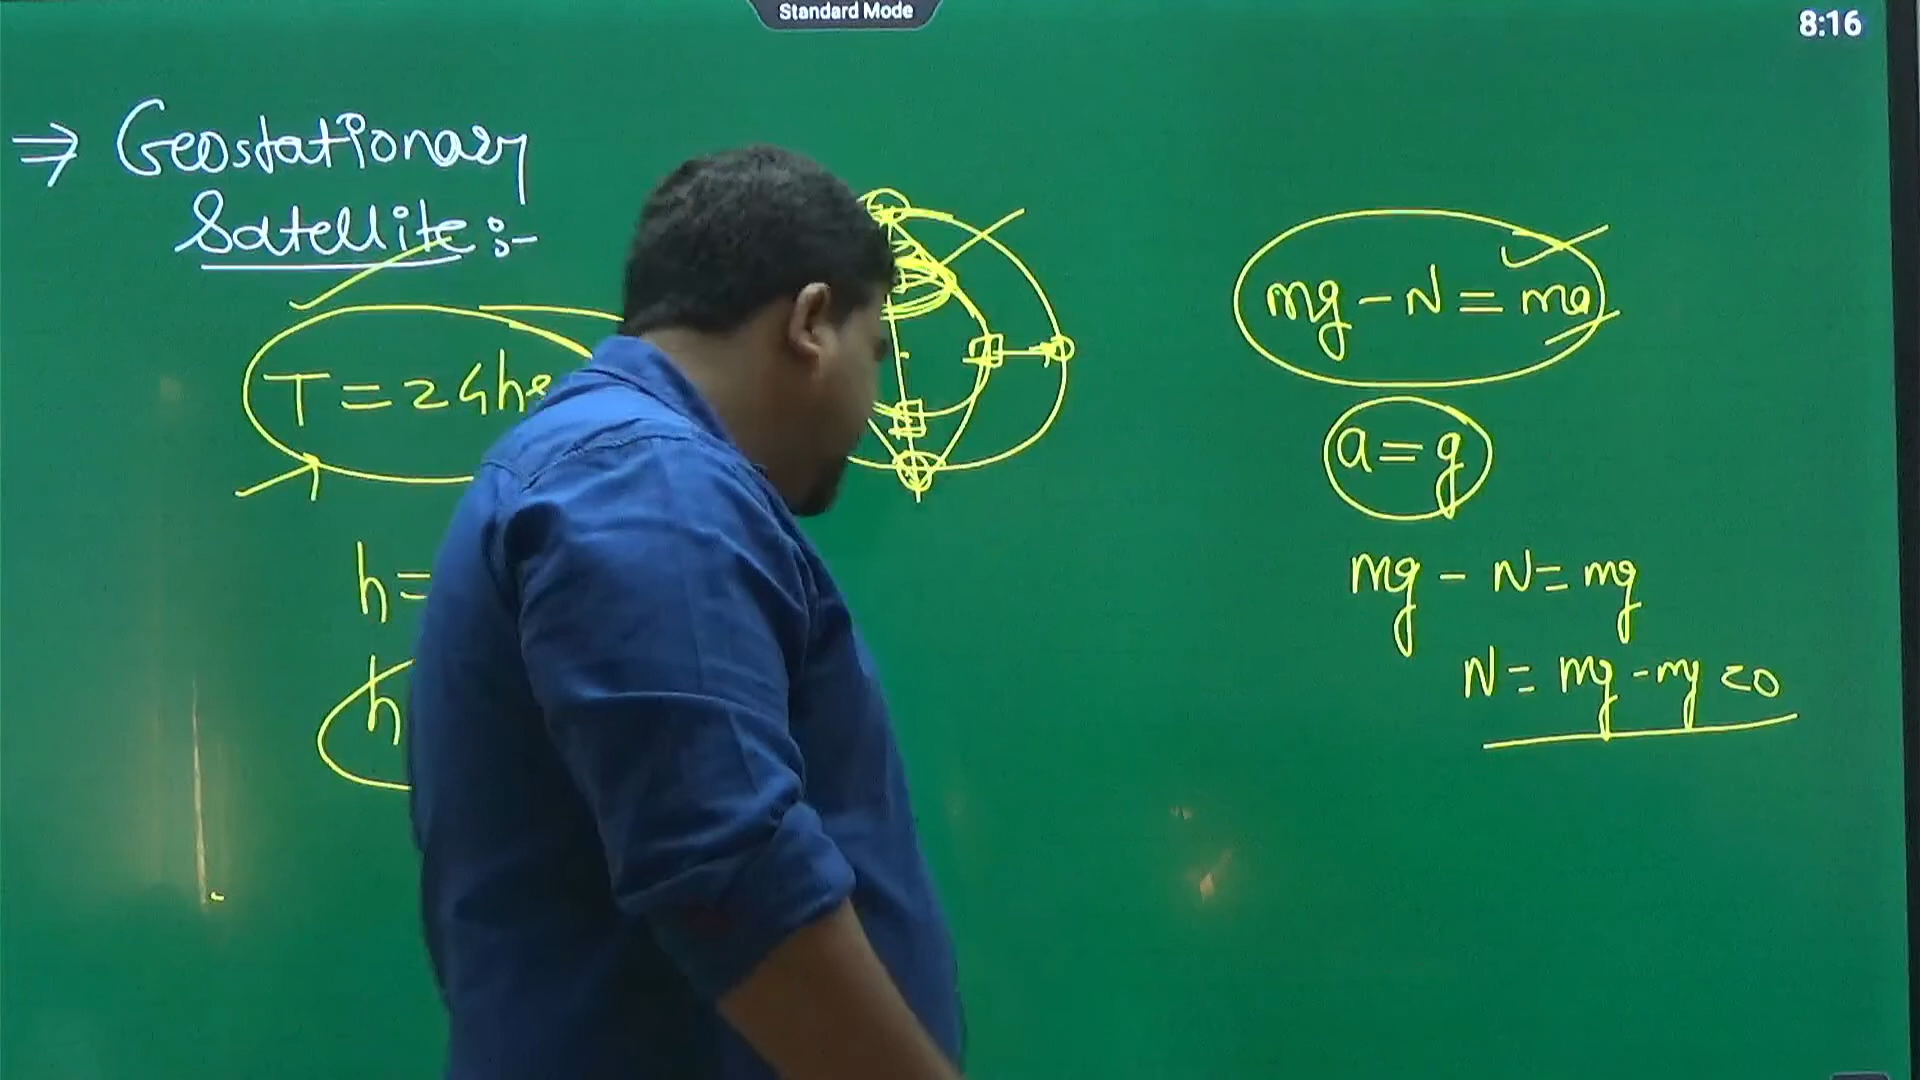 Standard Mode
8:16
⇒ Geostationary
Satellite :-
T = 24hr
h =
h
mg - N = ma
a = g
mg - N = mg
N = mg - mg = 0